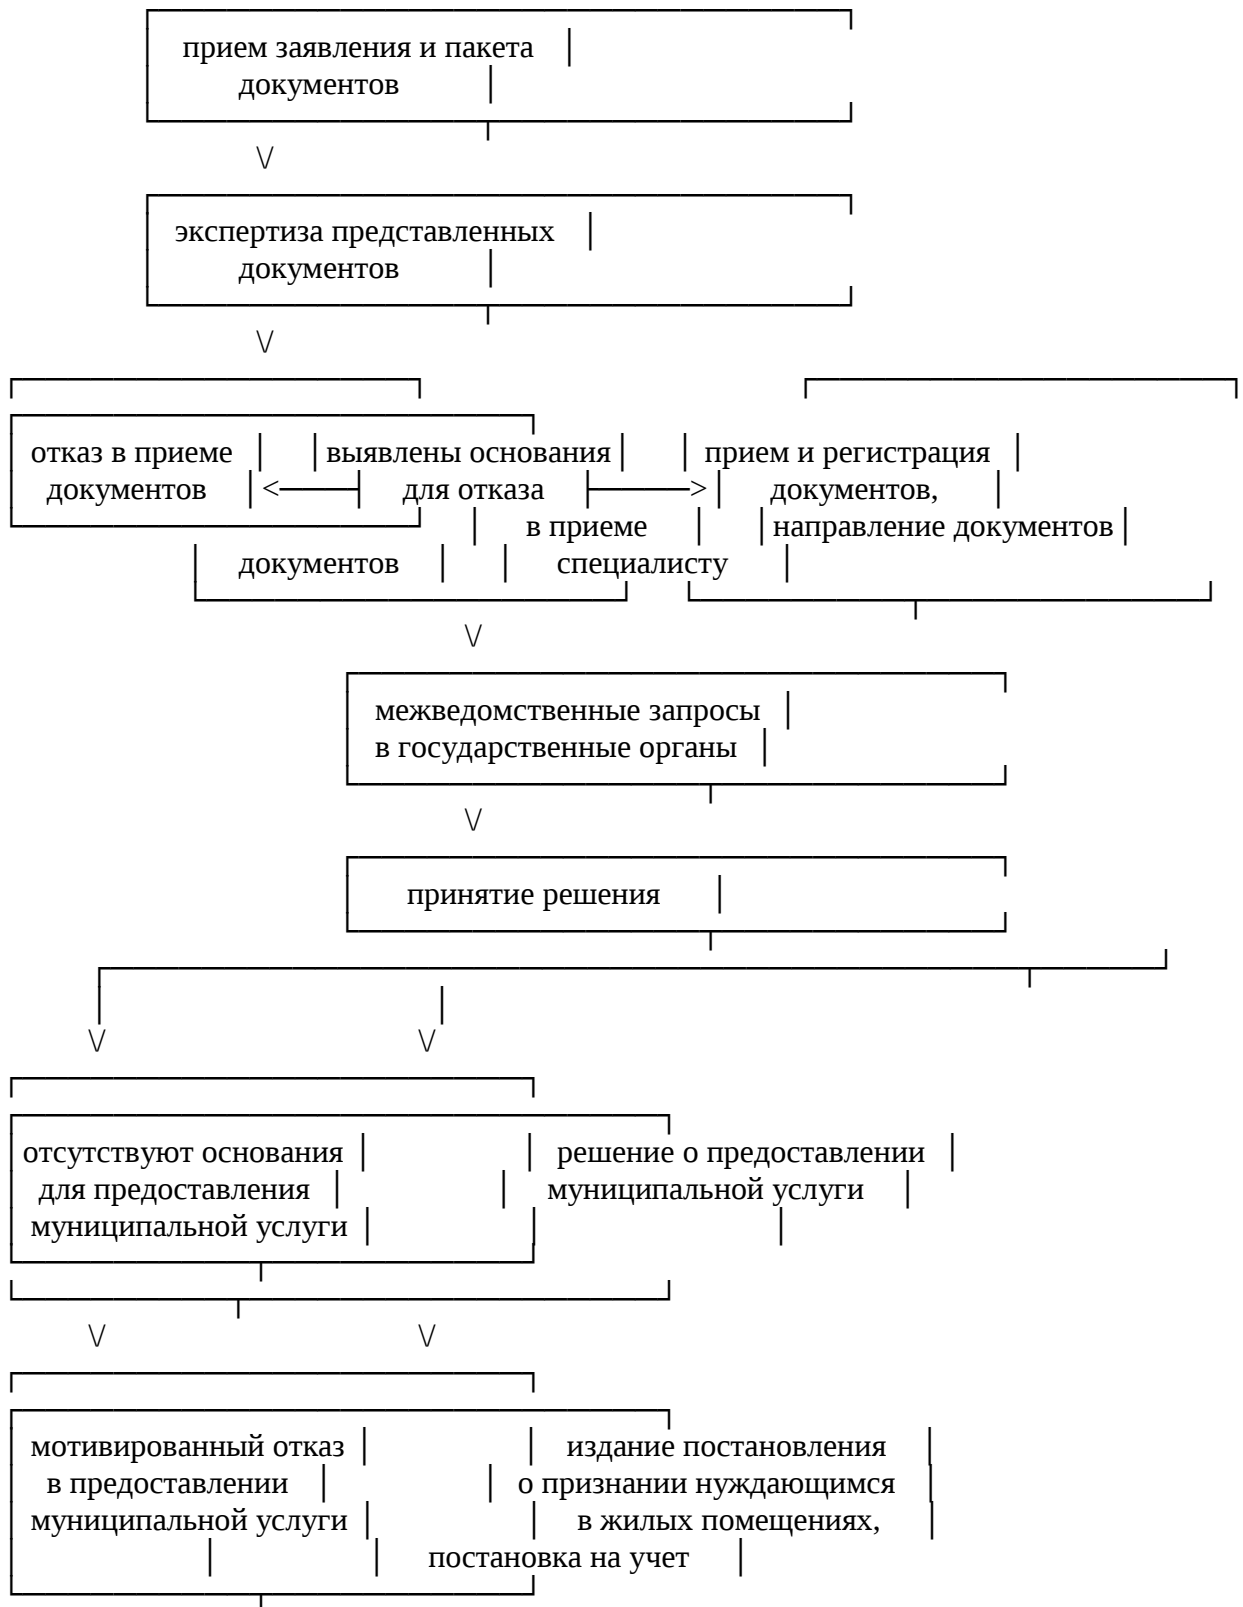 прием заявления и пакета
документов
\/
экспертиза представленных
документов
\/
отказ в приеме выявлены основания прием и регистрация
документов < для отказа > документов,
в приеме направление документов
документов специалисту
\/
межведомственные запросы
в государственные органы
\/
принятие решения
\/ \/
отсутствуют основания решение о предоставлении
для предоставления муниципальной услуги
муниципальной услуги
\/ \/
мотивированный отказ издание постановления
в предоставлении о признании нуждающимся
муниципальной услуги в жилых помещениях,
постановка на учет